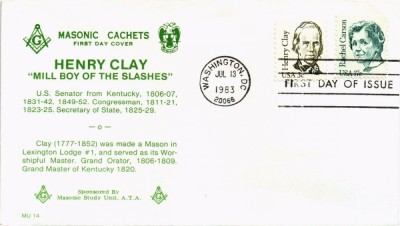 MASONIC CACHETS
FIRST DAY COVER
HENRY CLAY
"MILL BOY OF THE SLASHES"
U.S. Senator from Kentucky, 1806-07,
1831-42, 1849-52. Congressman, 1811-21,
1823-25. Secretary of State, 1825-29.
—o—
Clay (1777-1852) was made a Mason in
Lexington Lodge #1, and served as its Wor-
shipful Master. Grand Orator, 1806-1809.
Grand Master of Kentucky 1820.
Sponsored By
Masonic Study Unit, A.T.A.
MU 14
WASHINGTON, DC
JUL 13
1983
20066
Henry Clay
USA 3c
Rachel Carson
USA 17c
FIRST DAY OF ISSUE